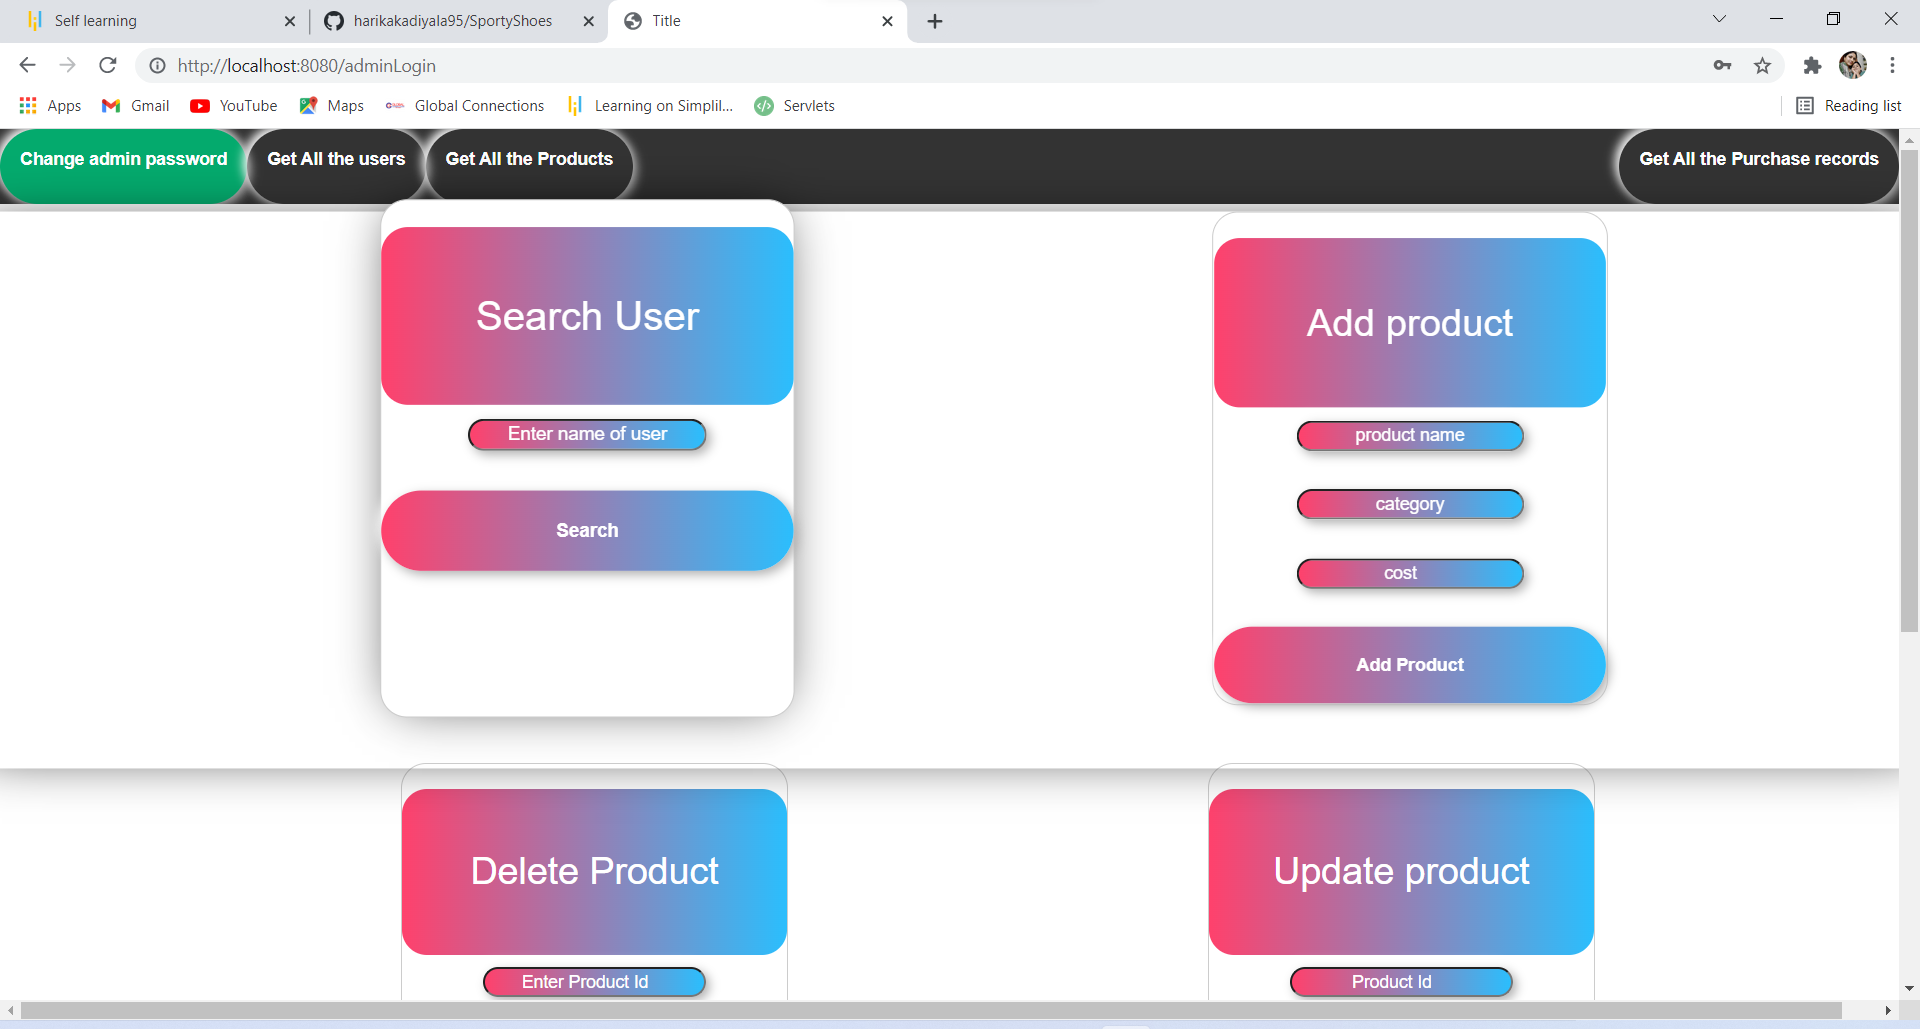 Self learning
harikakadiyala95/SportyShoes
Title
http://localhost:8080/adminLogin
Apps
Gmail
YouTube
Maps
Global Connections
Learning on Simplil...
Servlets
Reading list
Change admin password
Get All the users
Get All the Products
Get All the Purchase records
Search User
Enter name of user
Search
Add product
product name
category
cost
Add Product
Delete Product
Enter Product Id
Update product
Product Id